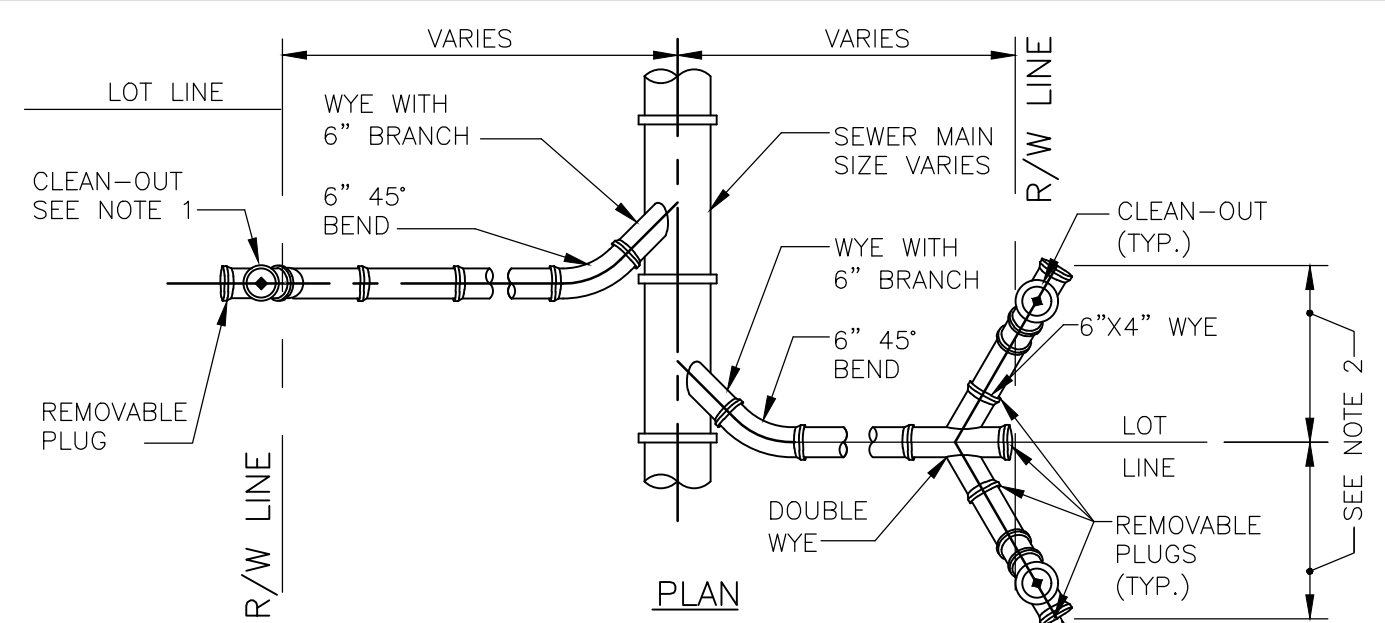 VARIES
VARIES
LOT LINE
WYE WITH
6” BRANCH
SEWER MAIN
SIZE VARIES
R/W LINE
CLEAN-OUT
SEE NOTE 1
6” 45°
BEND
CLEAN-OUT
(TYP.)
WYE WITH
6” BRANCH
6”X4” WYE
6” 45°
BEND
REMOVABLE
PLUG
LOT
LINE
SEE NOTE 2
R/W LINE
DOUBLE
WYE
REMOVABLE
PLUGS
(TYP.)
PLAN